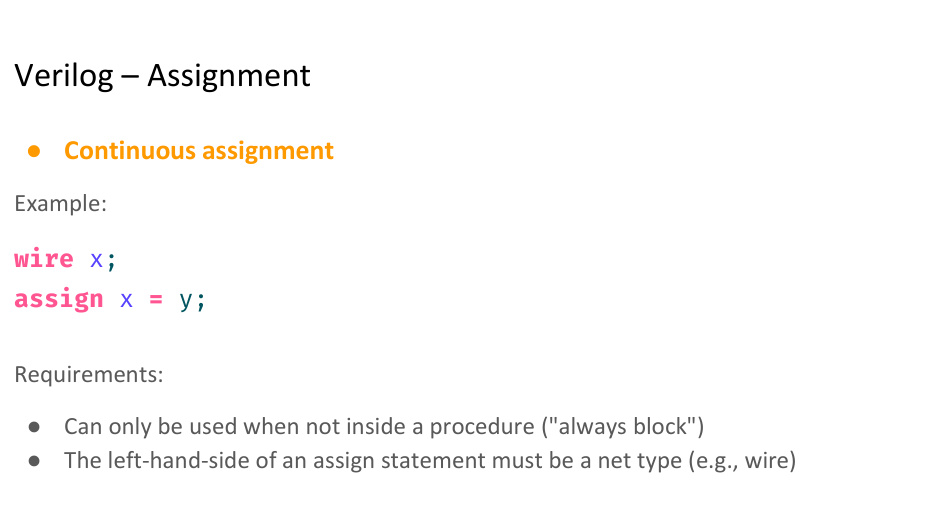 Verilog – Assignment
● Continuous assignment
Example:
wire x;
assign x = y;
Requirements:
● Can only be used when not inside a procedure ("always block")
● The left-hand-side of an assign statement must be a net type (e.g., wire)